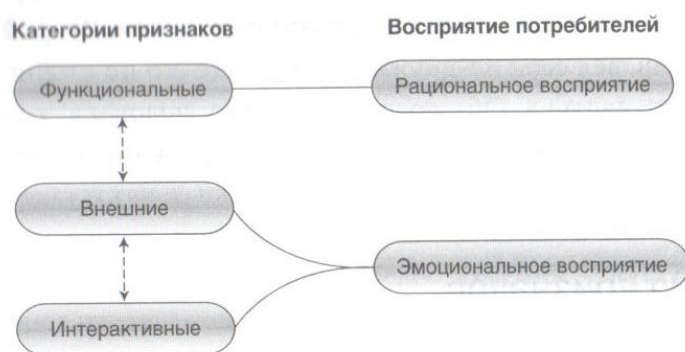 Категории признаков
Восприятие потребителей
Функциональные
Рациональное восприятие
Внешние
Эмоциональное восприятие
Интерактивные